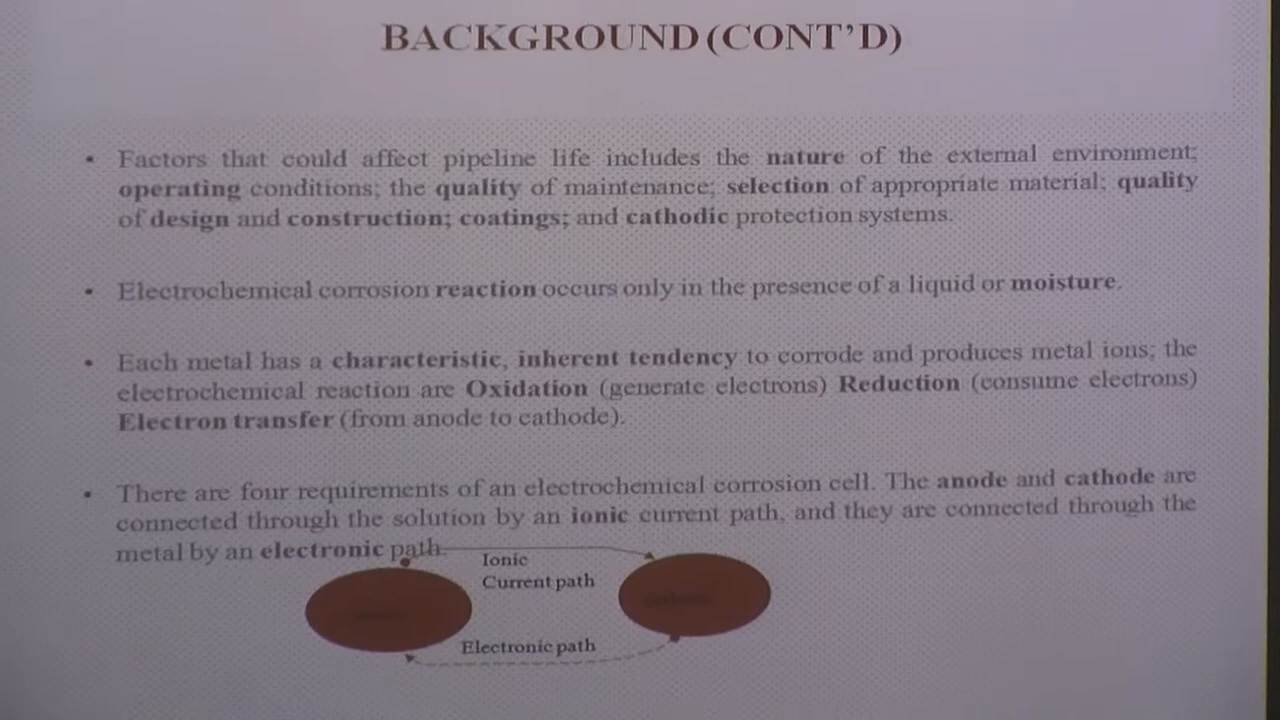 BACKGROUND (CONT'D)
• Factors that could affect pipeline life includes the nature of the external environment;
operating conditions; the quality of maintenance; selection of appropriate material; quality
of design and construction; coatings; and cathodic protection systems.
• Electrochemical corrosion reaction occurs only in the presence of a liquid or moisture.
• Each metal has a characteristic, inherent tendency to corrode and produces metal ions; the
electrochemical reaction are Oxidation (generate electrons) Reduction (consume electrons)
Electron transfer (from anode to cathode).
• There are four requirements of an electrochemical corrosion cell. The anode and cathode are
connected through the solution by an ionic current path, and they are connected through the
metal by an electronic path.
Ionic
Current path
Electronic path